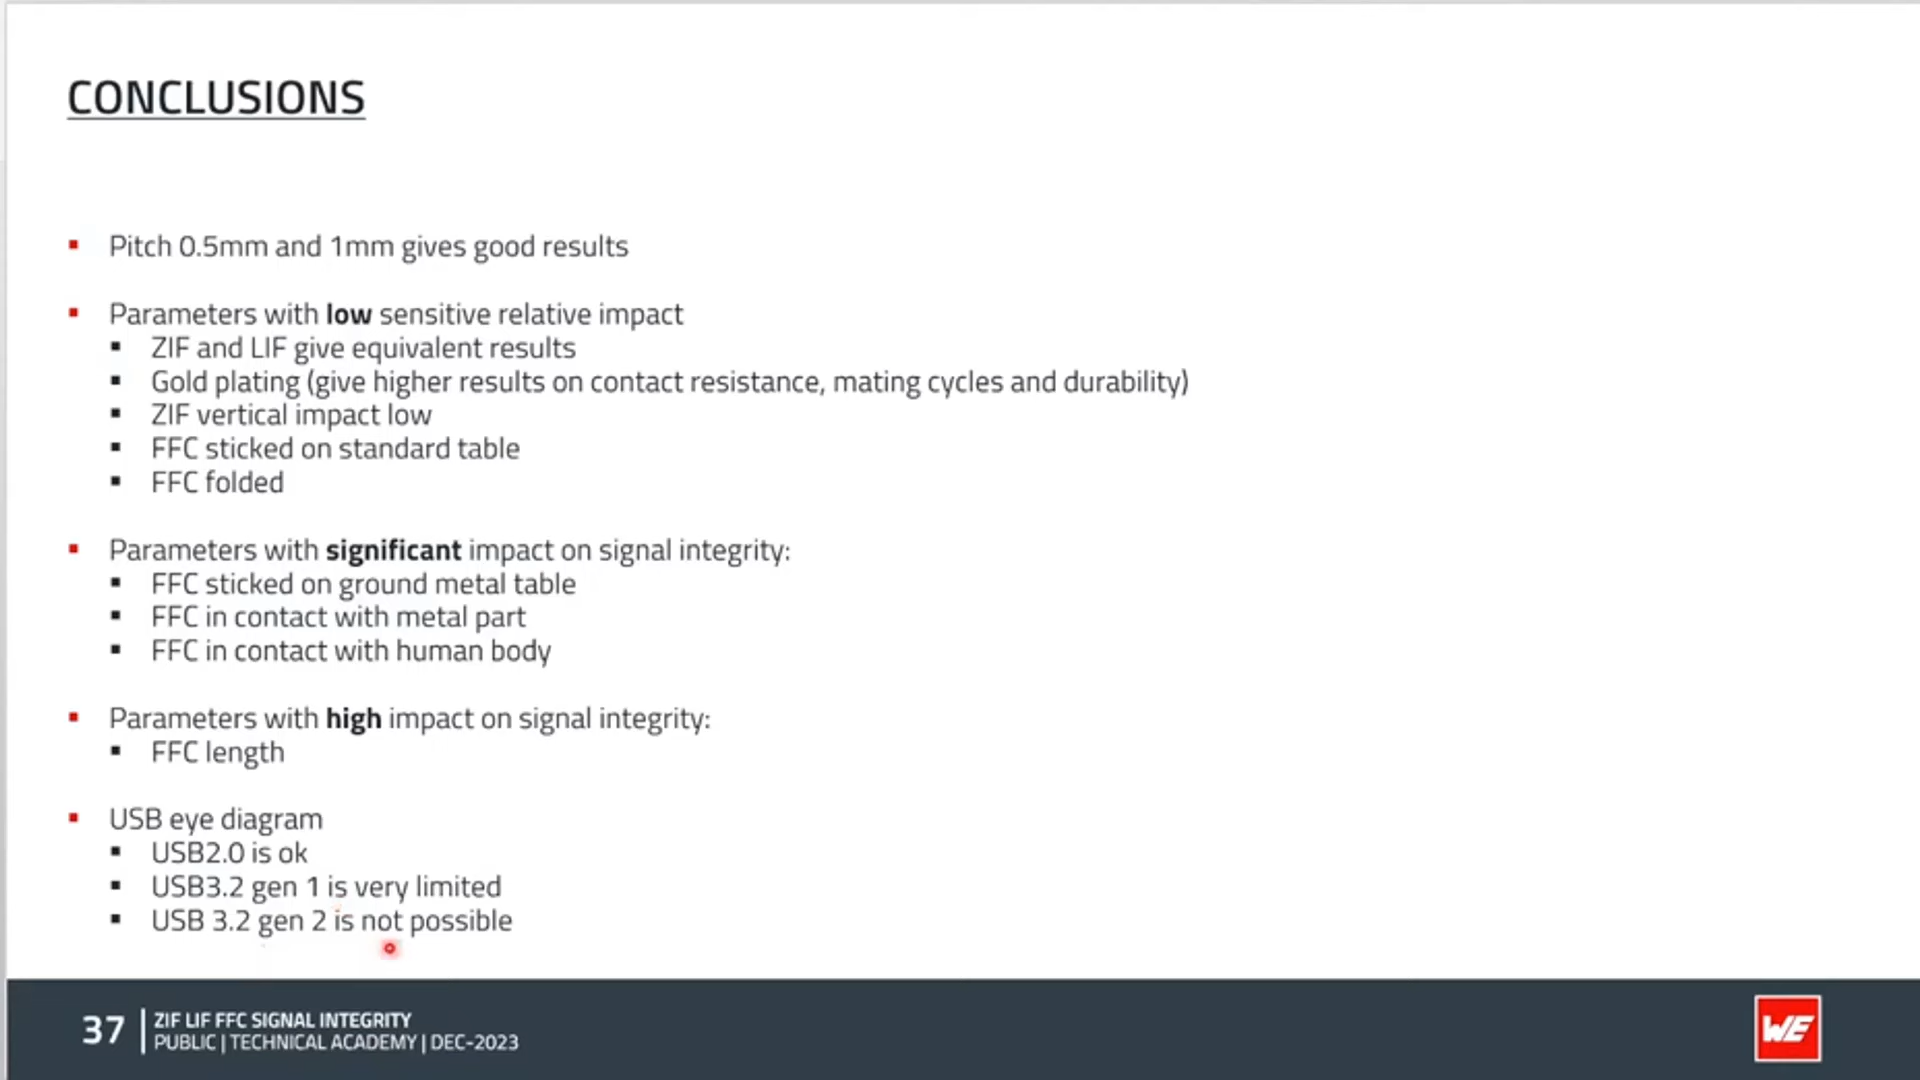 CONCLUSIONS
Pitch 0.5mm and 1mm gives good results
Parameters with low sensitive relative impact
ZIF and LIF give equivalent results
Gold plating (give higher results on contact resistance, mating cycles and durability)
ZIF vertical impact low
FFC sticked on standard table
FFC folded
Parameters with significant impact on signal integrity:
FFC sticked on ground metal table
FFC in contact with metal part
FFC in contact with human body
Parameters with high impact on signal integrity:
FFC length
USB eye diagram
USB2.0 is ok
USB3.2 gen 1 is very limited
USB 3.2 gen 2 is not possible
37
ZIF LIF FFC SIGNAL INTEGRITY
PUBLIC | TECHNICAL ACADEMY | DEC-2023
WE